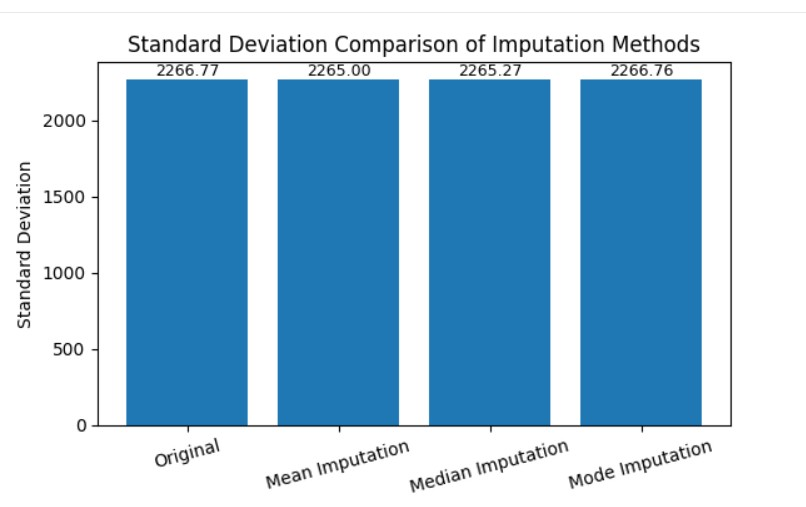 Standard Deviation Comparison of Imputation Methods
2266.77 2265.00 2265.27 2266.76
2000
1500
1000
500
0
Standard Deviation
Original Mean Imputation Median Imputation Mode Imputation